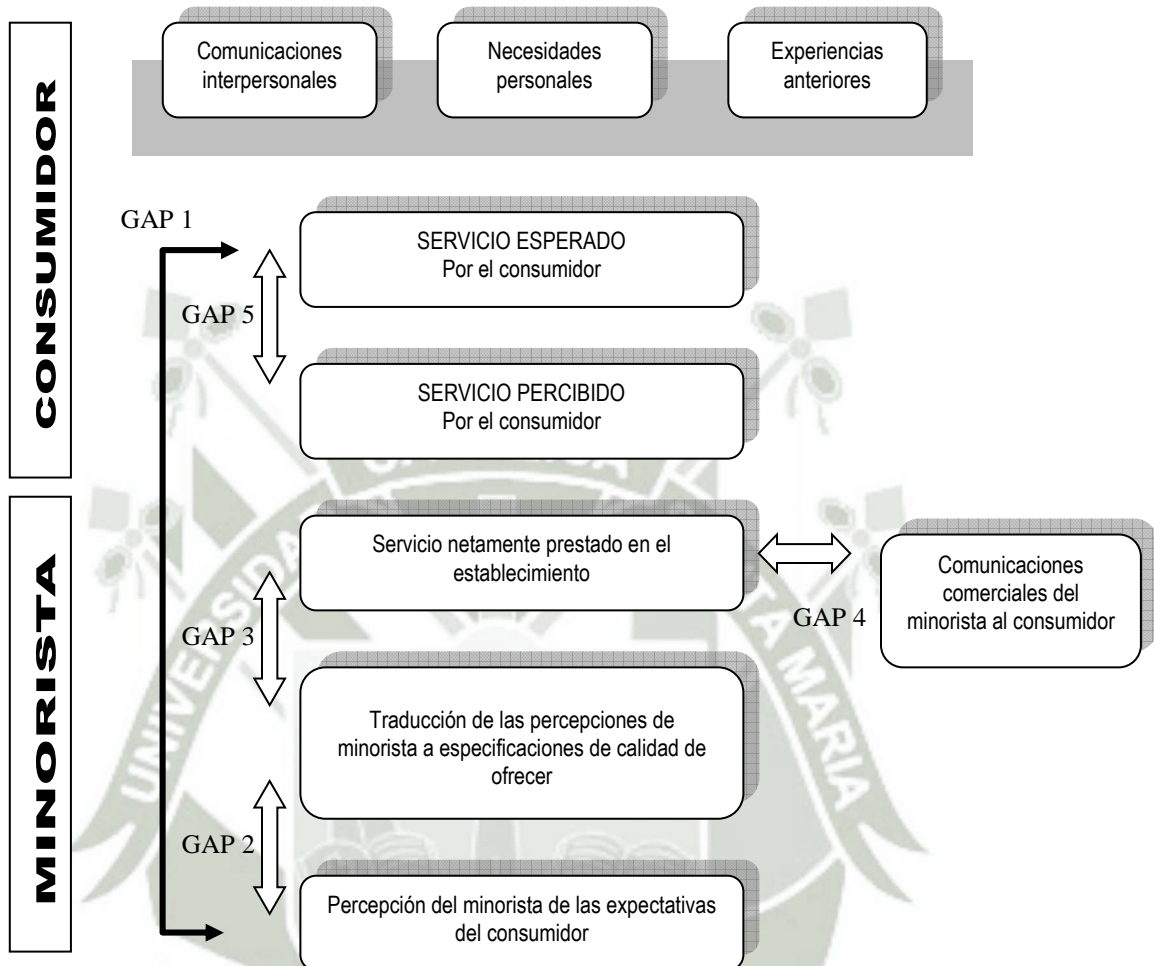 CONSUMIDOR
Comunicaciones
interpersonales
Necesidades
personales
Experiencias
anteriores
GAP 1
SERVICIO ESPERADO
Por el consumidor
GAP 5
SERVICIO PERCIBIDO
Por el consumidor
MINORISTA
Servicio netamente prestado en el
establecimiento
GAP 4
Comunicaciones
comerciales del
minorista al consumidor
GAP 3
Traducción de las percepciones de
minorista a especificaciones de calidad de
ofrecer
GAP 2
Percepción del minorista de las expectativas
del consumidor